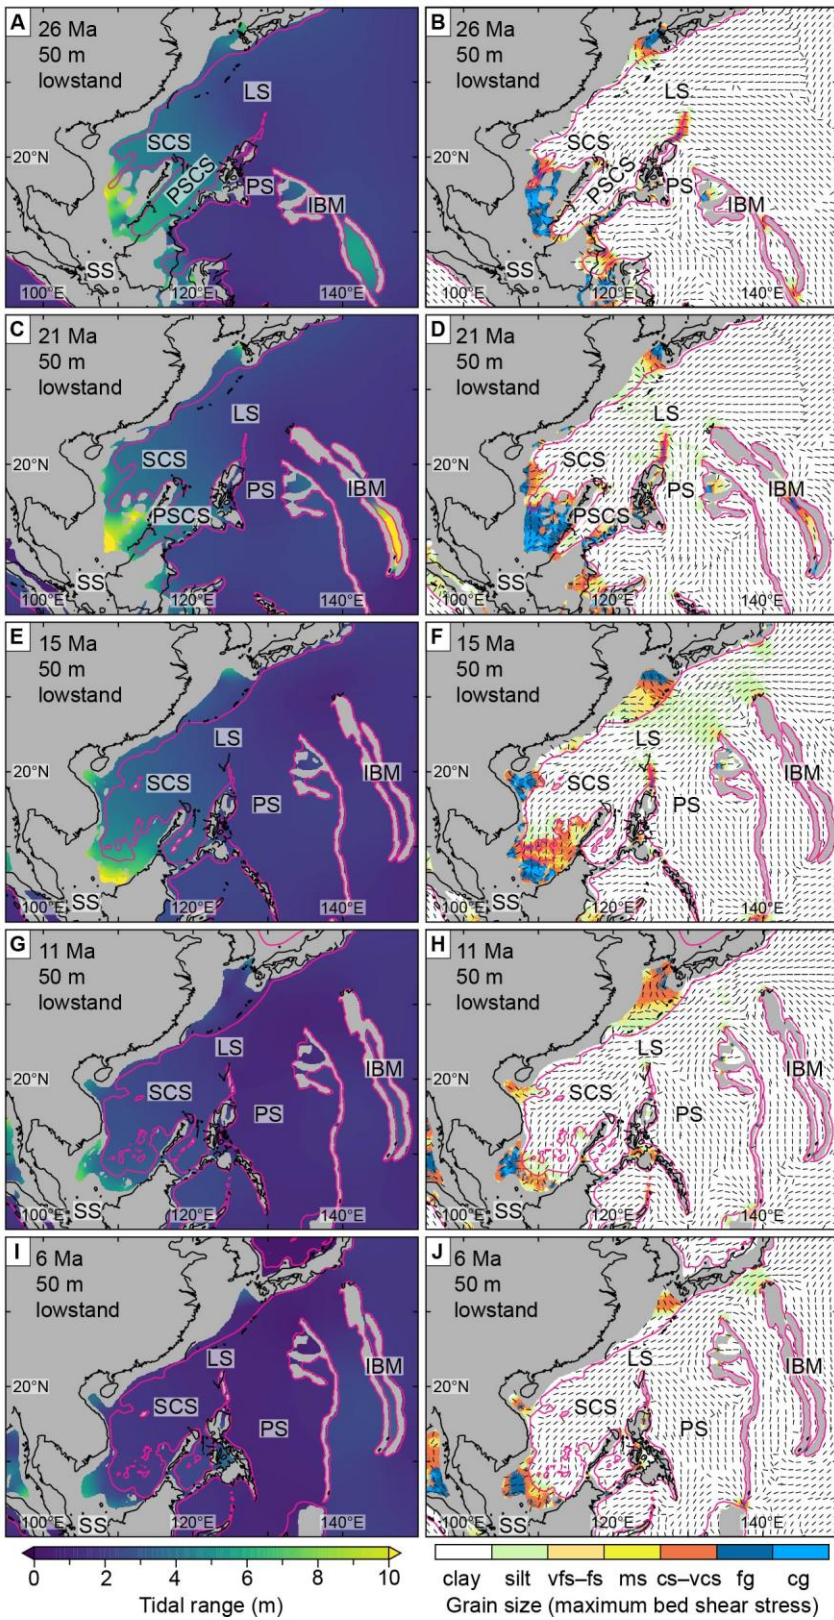 A
26 Ma
50 m
lowstand
LS
20°N
SCS
PSCS
PS
IBM
SS
100°E
120°E
B
26 Ma
50 m
lowstand
LS
20°N
SCS
PSCS
PS
IBM
SS
100°E
120°E
140°E
C
21 Ma
50 m
lowstand
LS
20°N
SCS
PS
IBM
PSCS
SS
100°E
120°E
140°E
D
21 Ma
50 m
lowstand
LS
20°N
SCS
PS
IBM
PSCS
SS
100°E
120°E
140°E
E
15 Ma
50 m
lowstand
LS
20°N
SCS
PS
IBM
SS
100°E
120°E
140°E
F
15 Ma
50 m
lowstand
LS
20°N
SCS
PS
IBM
SS
100°E
120°E
140°E
G
11 Ma
50 m
lowstand
LS
20°N
SCS
PS
IBM
SS
100°E
120°E
140°E
H
11 Ma
50 m
lowstand
LS
20°N
SCS
PS
IBM
SS
100°E
120°E
140°E
I
6 Ma
50 m
lowstand
LS
20°N
SCS
PS
IBM
SS
100°E
120°E
140°E
J
6 Ma
50 m
lowstand
LS
20°N
SCS
PS
IBM
SS
100°E
120°E
140°E
0 2 4 6 8 10
Tidal range (m)
clay silt vfs–fs ms cs–vcs fg cg
Grain size (maximum bed shear stress)